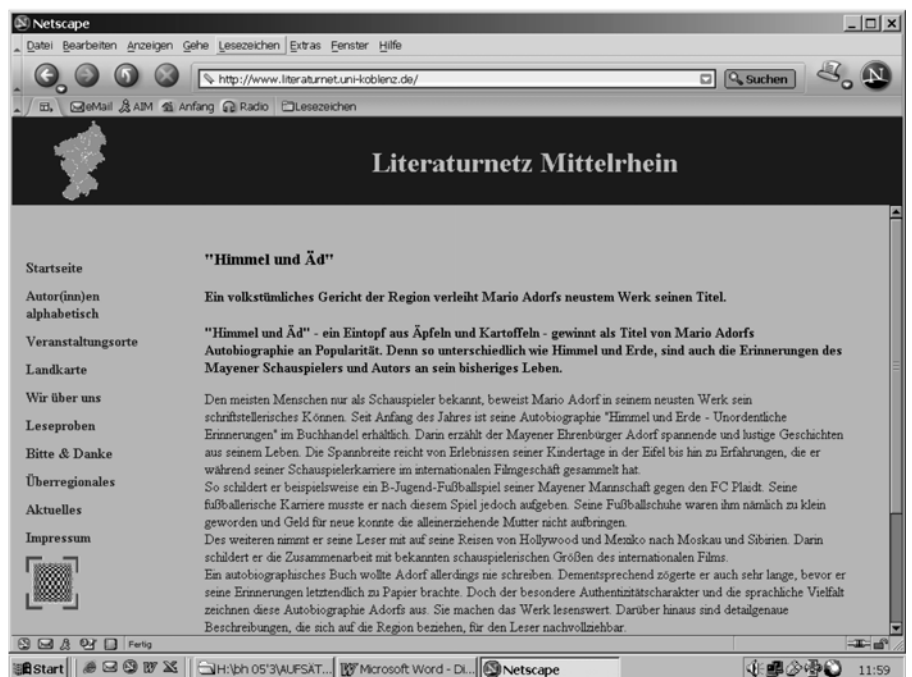 Netscape
Datei Bearbeiten Anzeigen Gehe Lesezeichen Extras Fenster Hilfe
http://www.literaturnet.uni-koblenz.de/ Suchen N
eMail AIM Anfang Radio Lesezeichen
Literaturnetz Mittelrhein
Startseite
Autor(inn)en
alphabetisch
Veranstaltungsorte
Landkarte
Wir über uns
Leseproben
Bitte & Danke
Überregionales
Aktuelles
Impressum
"Himmel und Äd"
Ein volkstümliches Gericht der Region verleiht Mario Adorfs neustem Werk seinen Titel.
"Himmel und Äd" - ein Eintopf aus Äpfeln und Kartoffeln - gewinnt als Titel von Mario Adorfs
Autobiographie an Popularität. Denn so unterschiedlich wie Himmel und Erde, sind auch die Erinnerungen des
Mayener Schauspielers und Autors an sein bisheriges Leben.
Den meisten Menschen nur als Schauspieler bekannt, beweist Mario Adorf in seinem neusten Werk sein
schriftstellerisches Können. Seit Anfang des Jahres ist seine Autobiographie "Himmel und Erde - Unordentliche
Erinnerungen" im Buchhandel erhältlich. Darin erzählt der Mayener Ehrenbürger Adorf spannende und lustige Geschichten
aus seinem Leben. Die Spannbreite reicht von Erlebnissen seiner Kindertage in der Eifel bis hin zu Erfahrungen, die er
während seiner Schauspielerkarriere im internationalen Filmgeschäft gesammelt hat.
So schildert er beispielsweise ein B-Jugend-Fußballspiel seiner Mayener Mannschaft gegen den FC Plaidt. Seine
fußballerische Karriere musste er nach diesem Spiel jedoch aufgeben. Seine Fußballschuhe waren ihm nämlich zu klein
geworden und Geld für neue konnte die alleinerziehende Mutter nicht aufbringen.
Des weiteren nimmt er seine Leser mit auf seine Reisen von Hollywood und Mexiko nach Moskau und Sibirien. Darin
schildert er die Zusammenarbeit mit bekannten schauspielerischen Größen des internationalen Films.
Ein autobiographisches Buch wollte Adorf allerdings nie schreiben. Dementsprechend zögerte er auch sehr lange, bevor er
seine Erinnerungen letztendlich zu Papier brachte. Doch der besondere Authentizitätscharakter und die sprachliche Vielfalt
zeichnen diese Autobiographie Adorfs aus. Sie machen das Werk lesenswert. Darüber hinaus sind detailgenaue
Beschreibungen, die sich auf die Region beziehen, für den Leser nachvollziehbar.
Fertig
Start H:\bh 05'3\AUFSÄT... Microsoft Word - Di... Netscape 11:59